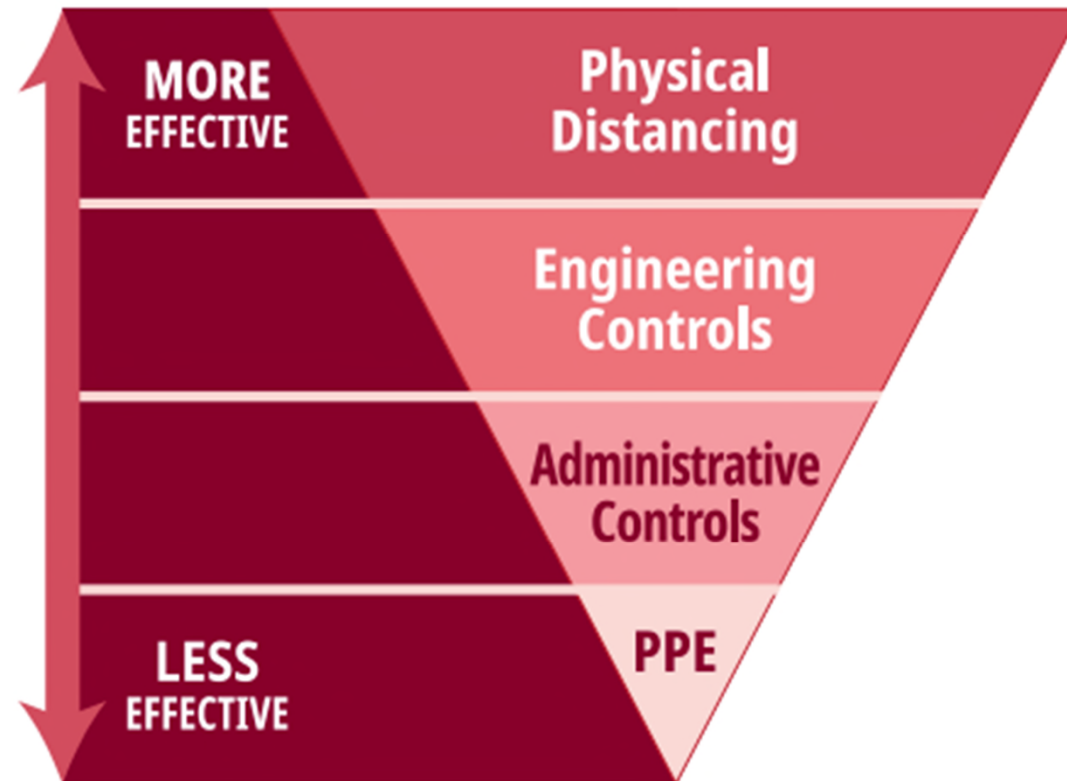 MORE
EFFECTIVE
Physical
Distancing
Engineering
Controls
Administrative
Controls
LESS
EFFECTIVE
PPE